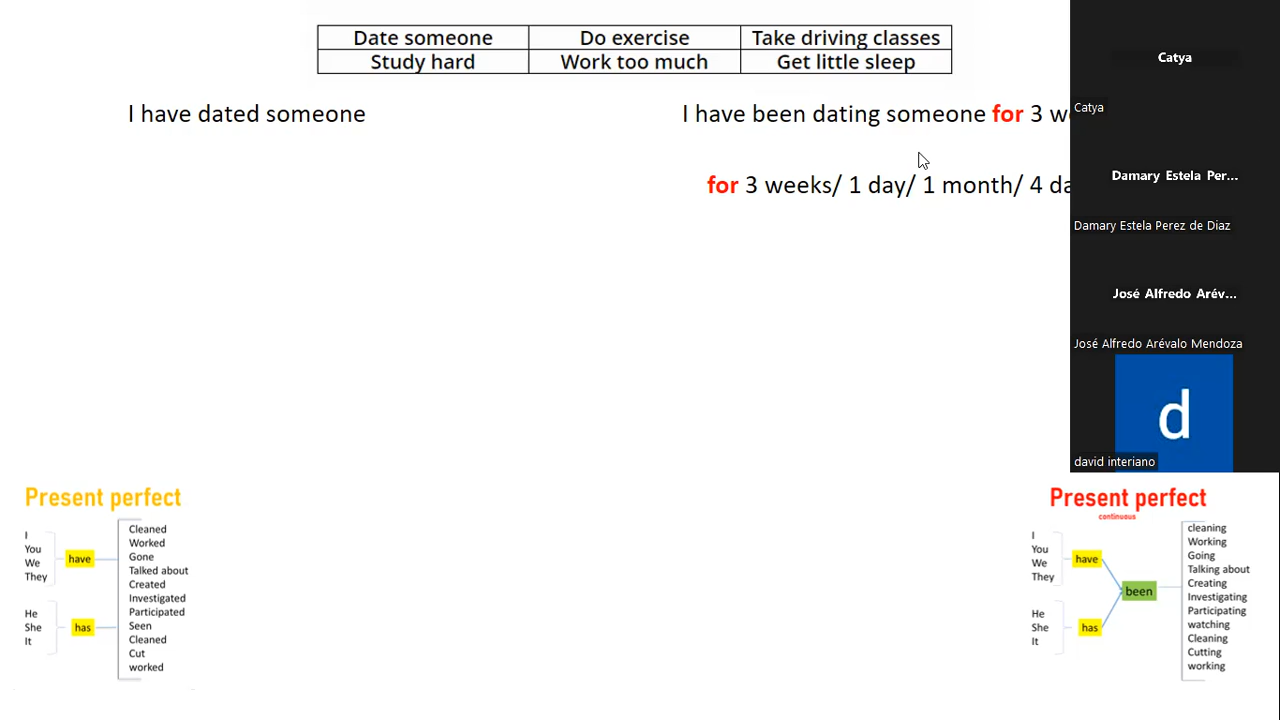 Date someone Do exercise Take driving classes
Study hard Work too much Get little sleep
I have dated someone
I have been dating someone for 3
for 3 weeks/ 1 day/ 1 month/ 4
Catya
Catya
Damary Estela Per...
Damary Estela Perez de Diaz
José Alfredo Arév...
José Alfredo Arévalo Mendoza
d
david interiano
Present perfect
I
You
We
They
have
He
She
It
has
Cleaned
Worked
Gone
Talked about
Created
Investigated
Participated
Seen
Cleaned
Cut
worked
Present perfect
continuous
I
You
We
They
have
He
She
It
has
been
cleaning
Working
Going
Talking about
Creating
Investigating
Participating
watching
Cleaning
Cutting
working